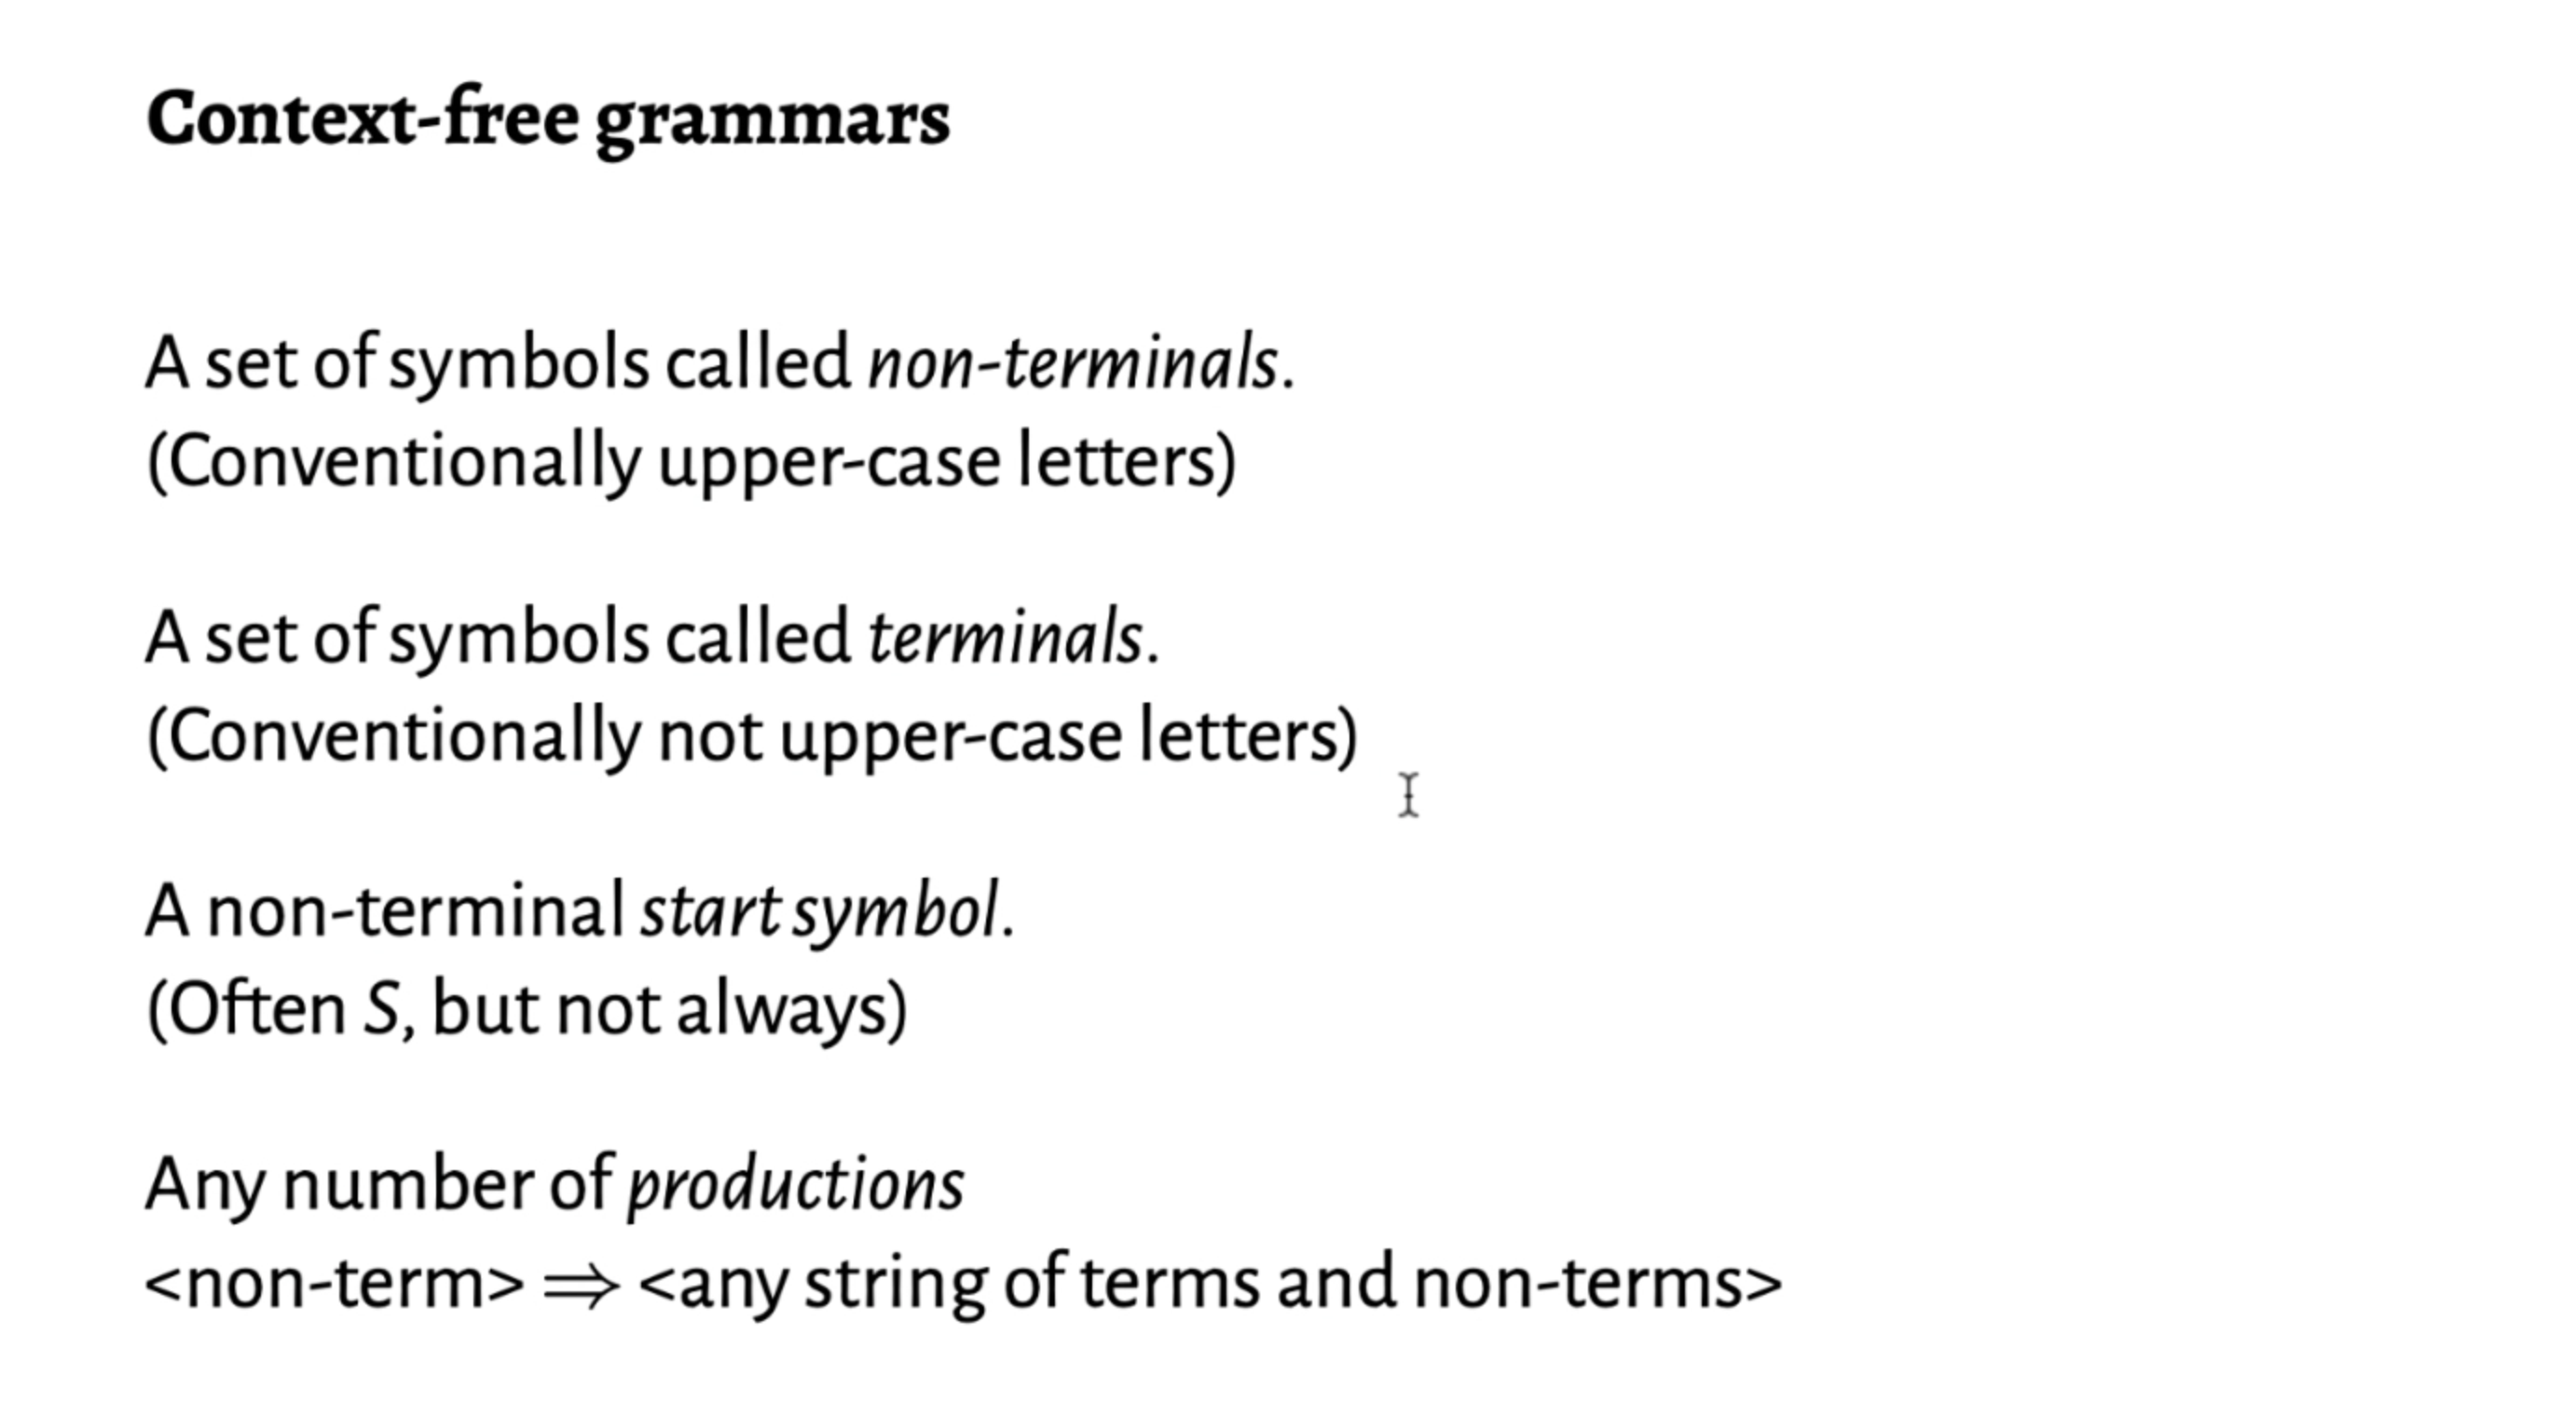 Context-free grammars
A set of symbols called non-terminals.
(Conventionally upper-case letters)
A set of symbols called terminals.
(Conventionally not upper-case letters)
A non-terminal start symbol.
(Often S, but not always)
Any number of productions
<non-term> ⇒ <any string of terms and non-terms>